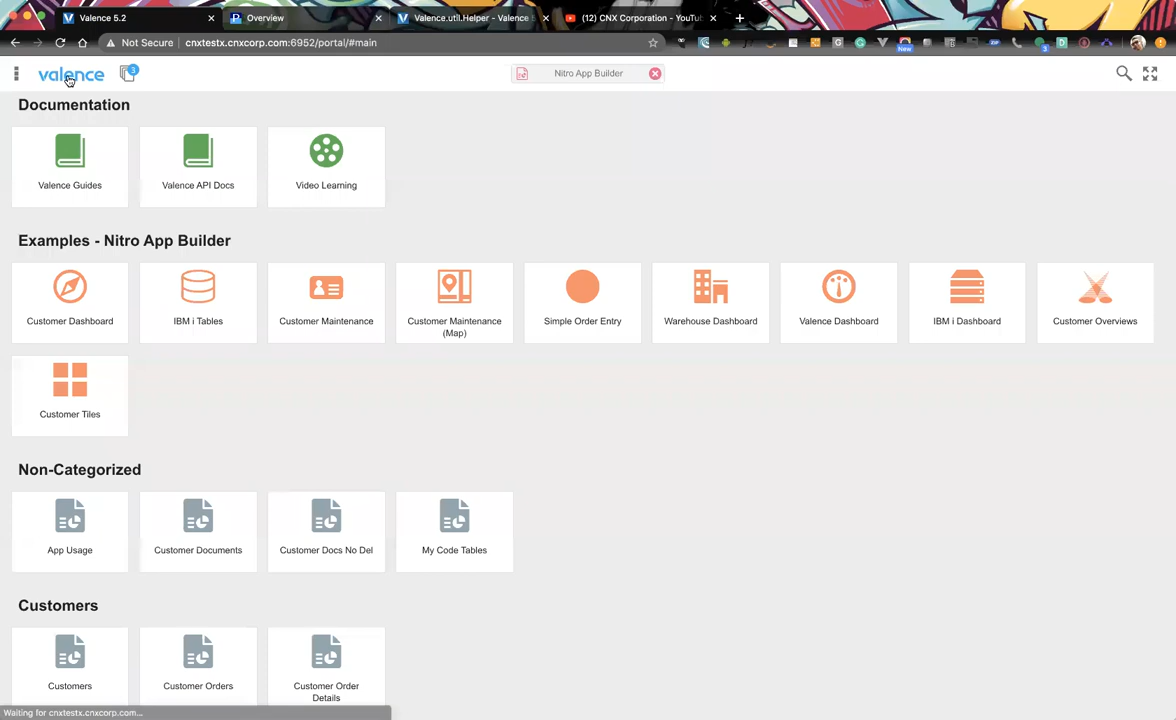 Valence 5.2
Overview
Valence.util.Helper - Valence
(12) CNX Corporation - YouTu
Not Secure
cnxtestx.cnxcorp.com:6952/portal/#main
New
3
valence
3
Nitro App Builder
Documentation
Valence Guides
Valence API Docs
Video Learning
Examples - Nitro App Builder
Customer Dashboard
IBM i Tables
Customer Maintenance
Customer Maintenance
(Map)
Simple Order Entry
Warehouse Dashboard
Valence Dashboard
IBM i Dashboard
Customer Overviews
Customer Tiles
Non-Categorized
App Usage
Customer Documents
Customer Docs No Del
My Code Tables
Customers
Customers
Customer Orders
Customer Order
Details
Waiting for cnxtestx.cnxcorp.com...